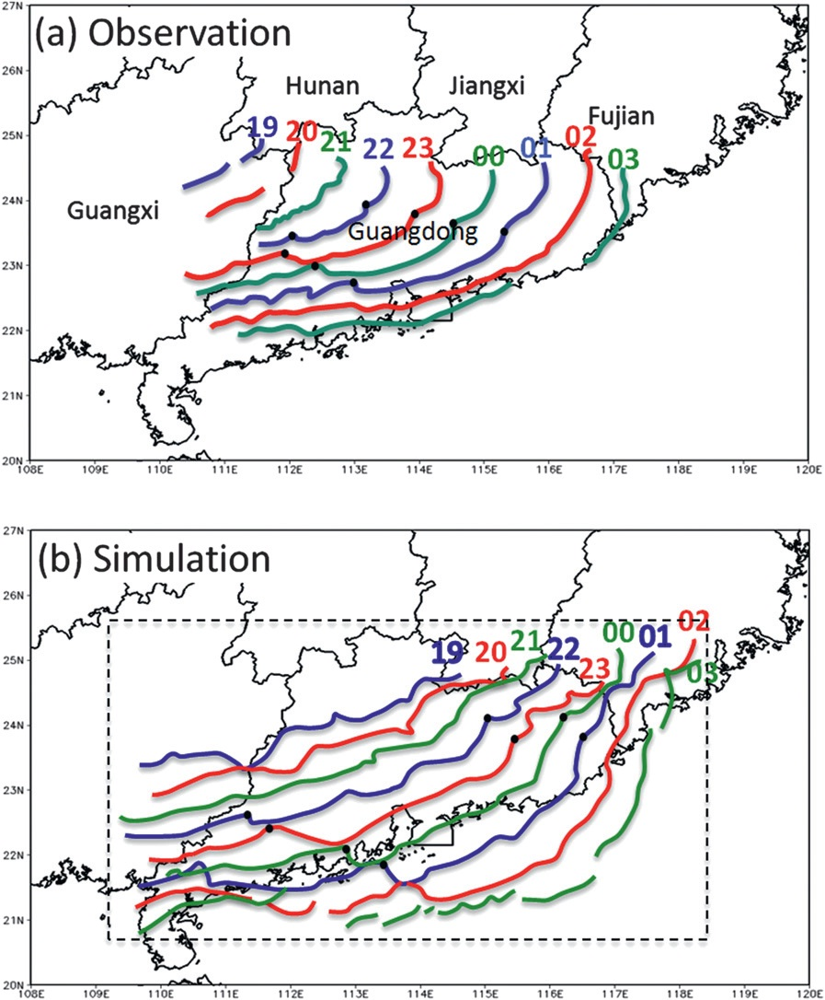 (a) Observation
Hunan
Jiangxi
Fujian
19 20 21 22 23 00 01 02 03
Guangxi
Guangdong
27N
26N
25N
24N
23N
22N
21N
20N
108E 109E 110E 111E 112E 113E 114E 115E 116E 117E 118E 119E 120E
(b) Simulation
19 20 21 22 23 00 01 02 03
27N
26N
25N
24N
23N
22N
21N
20N
108E 109E 110E 111E 112E 113E 114E 115E 116E 117E 118E 119E 120E